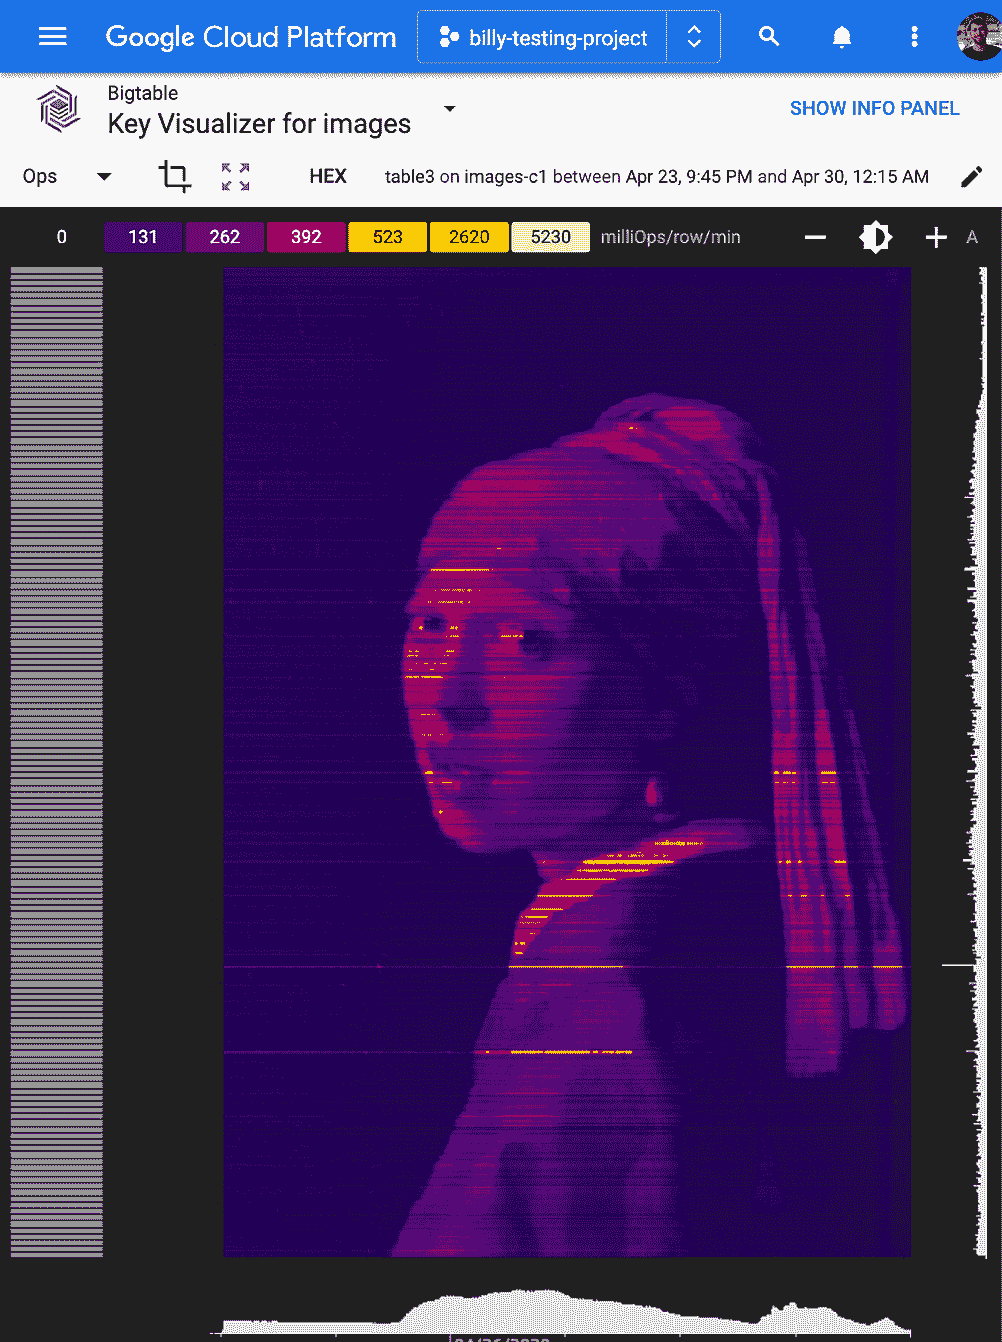 Google Cloud Platform billy-testing-project
Bigtable
Key Visualizer for images
SHOW INFO PANEL
Ops HEX table3 on images-c1 between Apr 23, 9:45 PM and Apr 30, 12:15 AM
0 131 262 392 523 2620 5230 milliOps/row/min A